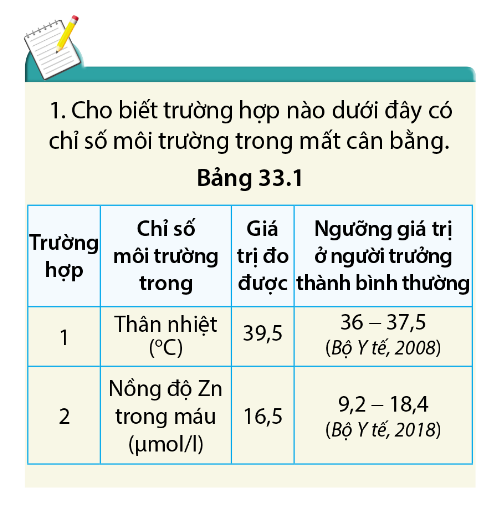 1. Cho biết trường hợp nào dưới đây có
chỉ số môi trường trong mất cân bằng.
Bảng 33.1
Trường
hợp
Chỉ số
môi trường
trong
Giá
trị đo
được
Ngưỡng giá trị
ở người trưởng
thành bình thường
1
Thân nhiệt
(°C)
39,5
36 – 37,5
(Bộ Y tế, 2008)
2
Nồng độ Zn
trong máu
(µmol/l)
16,5
9,2 – 18,4
(Bộ Y tế, 2018)